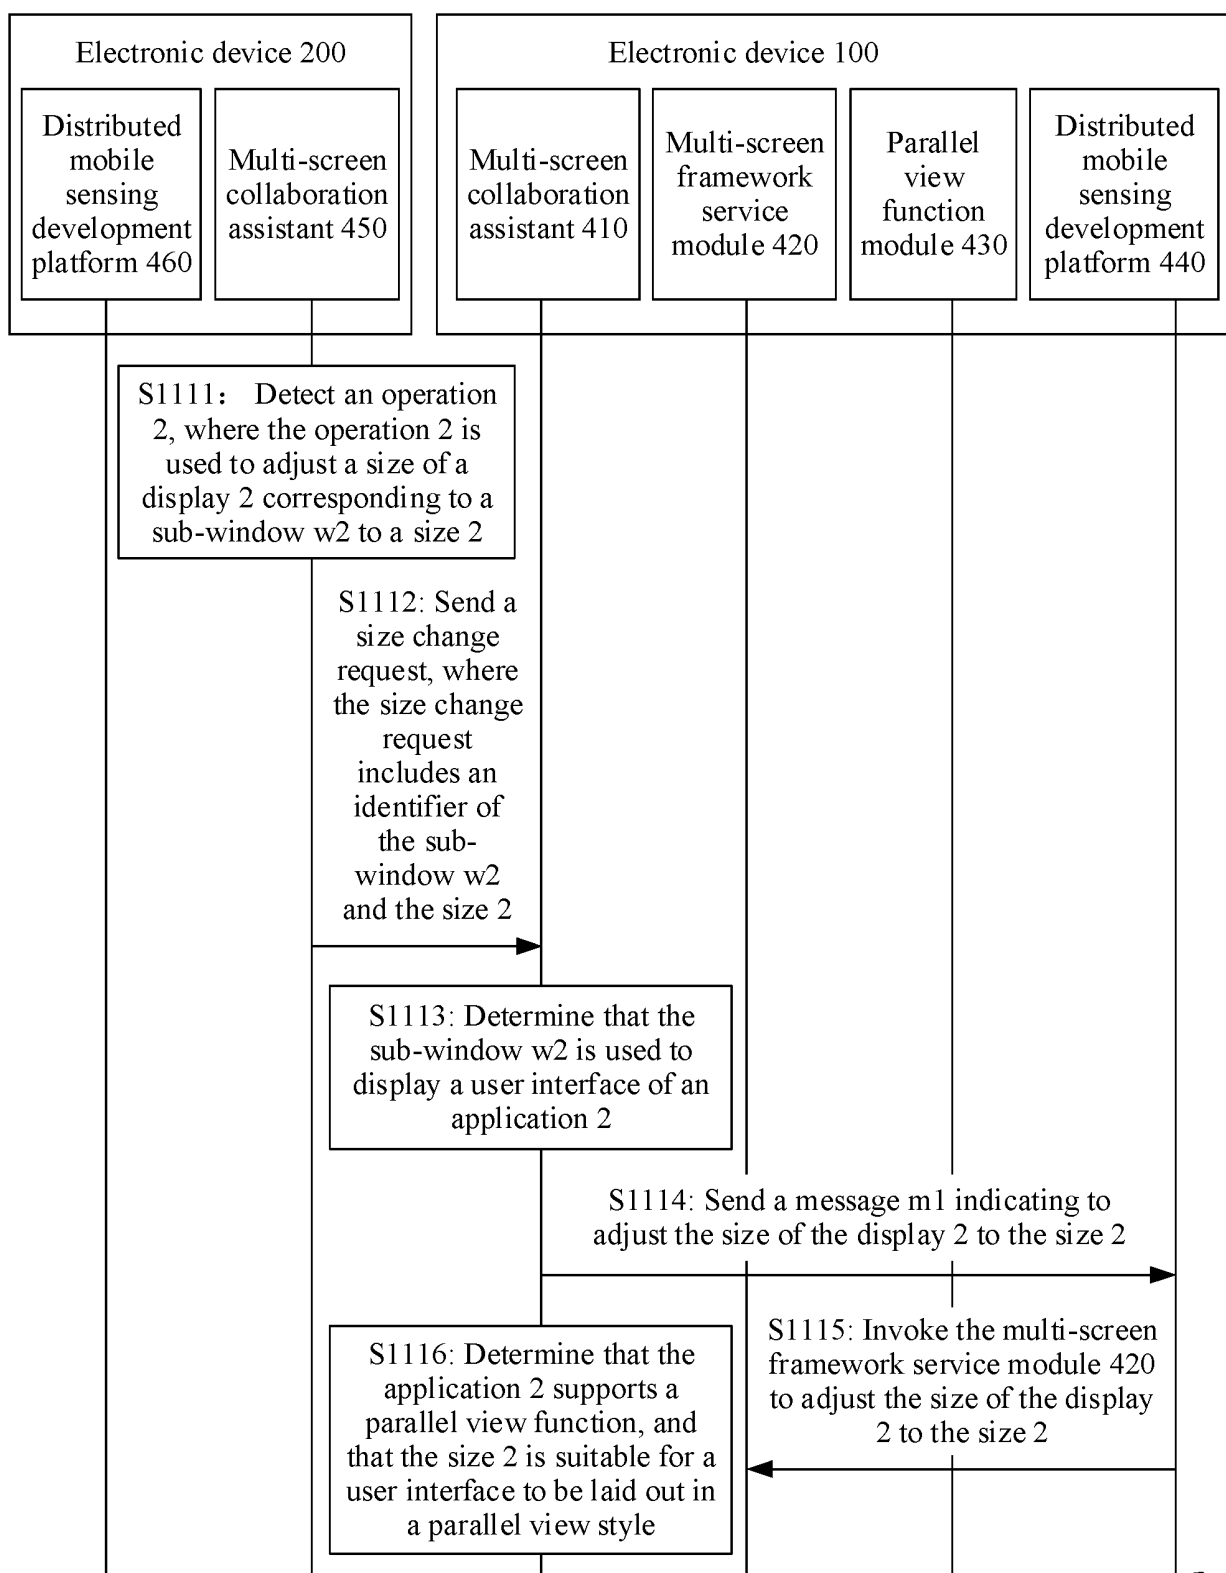 Electronic device 200
Electronic device 100
Distributed
mobile
sensing
development
platform 460
Multi-screen
collaboration
assistant 450
Multi-screen
collaboration
assistant 410
Multi-screen
framework
service
module 420
Parallel
view
function
module 430
Distributed
mobile
sensing
development
platform 440
S1111： Detect an operation
2, where the operation 2 is
used to adjust a size of a
display 2 corresponding to a
sub-window w2 to a size 2
S1112: Send a
size change
request, where
the size change
request
includes an
identifier of
the sub-
window w2
and the size 2
S1113: Determine that the
sub-window w2 is used to
display a user interface of an
application 2
S1114: Send a message m1 indicating to
adjust the size of the display 2 to the size 2
S1115: Invoke the multi-screen
framework service module 420
to adjust the size of the display
2 to the size 2
S1116: Determine that the
application 2 supports a
parallel view function, and
that the size 2 is suitable for a
user interface to be laid out in
a parallel view style